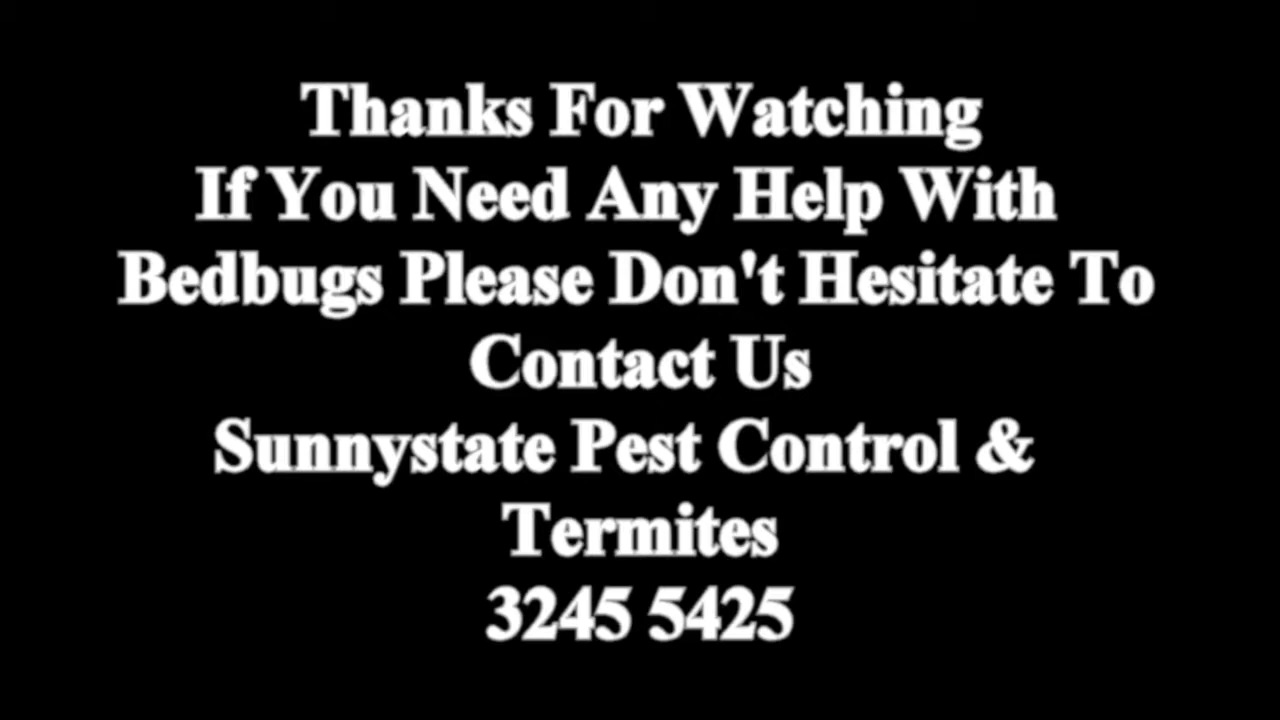 Thanks For Watching
If You Need Any Help With
Bedbugs Please Don't Hesitate To
Contact Us
Sunnystate Pest Control &
Termites
3245 5425